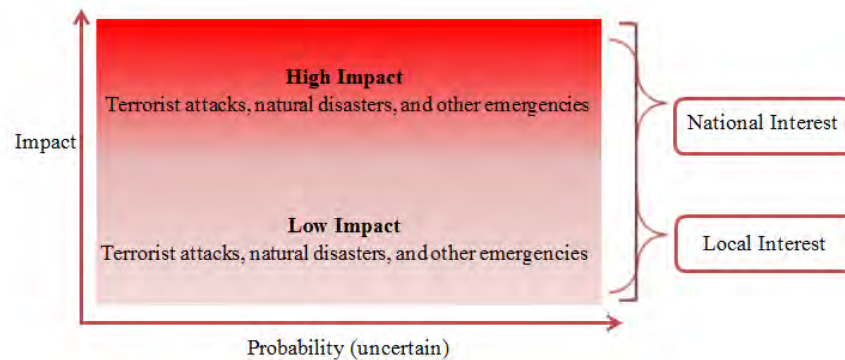 High Impact
Terrorist attacks, natural disasters, and other emergencies
National Interest
Impact
Low Impact
Local Interest
Terrorist attacks, natural disasters, and other emergencies
Probability (uncertain)